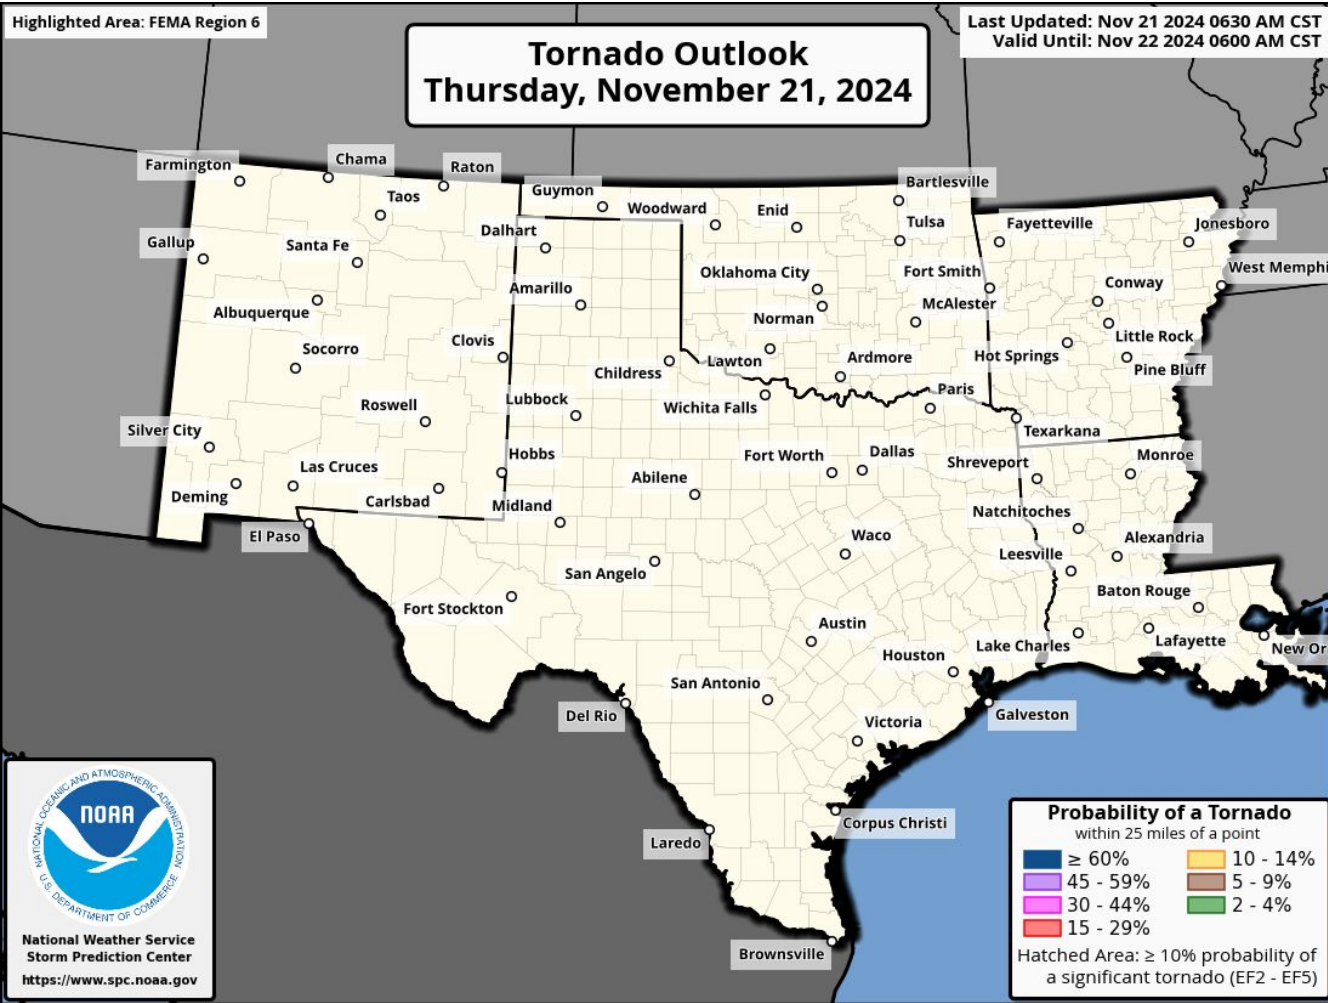 Highlighted Area: FEMA Region 6
Last Updated: Nov 21 2024 0630 AM CST
Valid Until: Nov 22 2024 0600 AM CST
Tornado Outlook
Thursday, November 21, 2024
Farmington
Chama
Raton
Taos
Guymon
Woodward
Enid
Bartlesville
Tulsa
Fayetteville
Jonesboro
Gallup
Santa Fe
Dalhart
Oklahoma City
Fort Smith
West Memphi
Albuquerque
Amarillo
Norman
McAlester
Conway
Little Rock
Socorro
Clovis
Childress
Lawton
Ardmore
Hot Springs
Pine Bluff
Roswell
Lubbock
Wichita Falls
Paris
Texarkana
Silver City
Las Cruces
Hobbs
Abilene
Fort Worth
Dallas
Shreveport
Monroe
Deming
Carlsbad
Midland
Natchitoches
El Paso
San Angelo
Waco
Leesville
Alexandria
Fort Stockton
Austin
Baton Rouge
Houston
Lake Charles
Lafayette
New Or
San Antonio
Del Rio
Victoria
Galveston
Laredo
Corpus Christi
Brownsville
NATIONAL OCEANIC AND ATMOSPHERIC ADMINISTRATION
NOAA
U.S. DEPARTMENT OF COMMERCE
National Weather Service
Storm Prediction Center
https://www.spc.noaa.gov
Probability of a Tornado
within 25 miles of a point
≥ 60%
10 - 14%
45 - 59%
5 - 9%
30 - 44%
2 - 4%
15 - 29%
Hatched Area: ≥ 10% probability of
a significant tornado (EF2 - EF5)